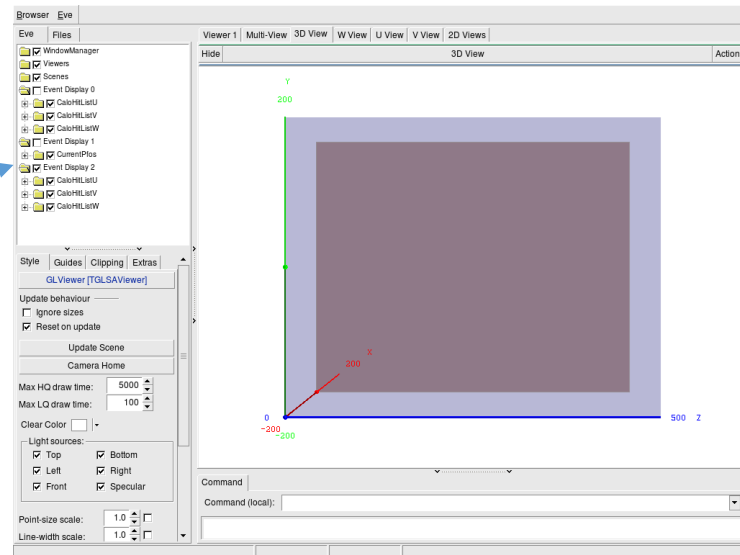 Browser Eve
Eve Files
WindowManager
Viewers
Scenes
Event Display 0
CaloHitListU
CaloHitListV
CaloHitListW
Event Display 1
CurrentPfos
Event Display 2
CaloHitListU
CaloHitListV
CaloHitListW
Style Guides Clipping Extras
GLViewer [TGLSAViewer]
Update behaviour
Ignore sizes
Reset on update
Update Scene
Camera Home
Max HQ draw time: 5000
Max LQ draw time: 100
Clear Color
Light sources:
Top Bottom
Left Right
Front Specular
Point-size scale: 1.0
Line-width scale: 1.0
Viewer 1 Multi-View 3D View W View U View V View 2D Views
Hide 3D View Action
Y
200
X
200
0 500 Z
-200
-200
Command
Command (local):